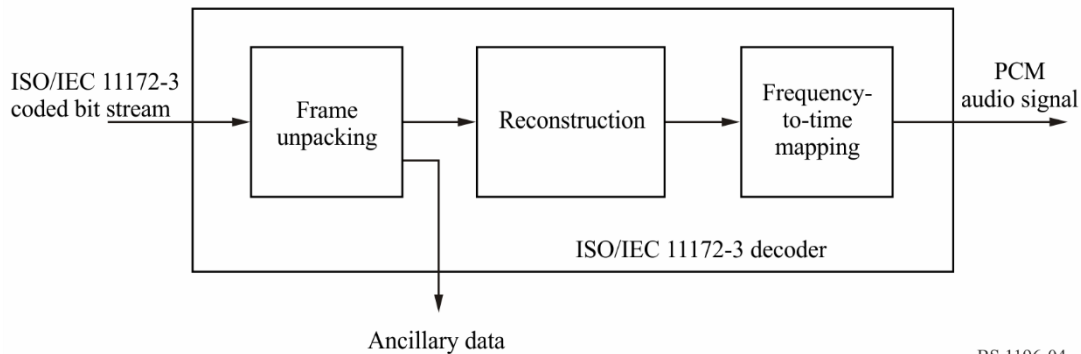 ISO/IEC 11172-3
coded bit stream
Frame
unpacking
Reconstruction
Frequency-
to-time
mapping
PCM
audio signal
ISO/IEC 11172-3 decoder
Ancillary data